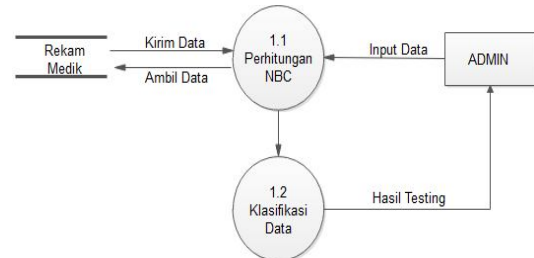 Rekam
Medik
Kirim Data
Ambil Data
1.1
Perhitungan
NBC
Input Data
ADMIN
1.2
Klasifikasi
Data
Hasil Testing